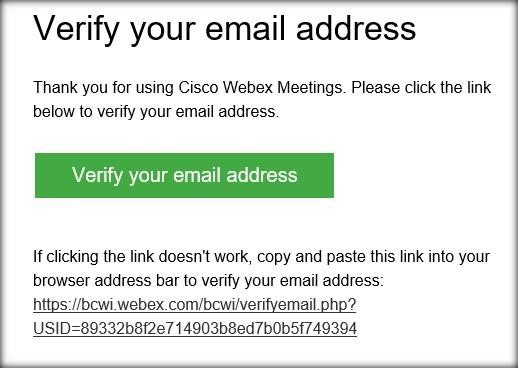 Verify your email address
Thank you for using Cisco Webex Meetings. Please click the link
below to verify your email address.
Verify your email address
If clicking the link doesn't work, copy and paste this link into your
browser address bar to verify your email address:
https://bcwi.webex.com/bcwi/verifyemail.php?
USID=89332b8f2e714903b8ed7b0b5f749394